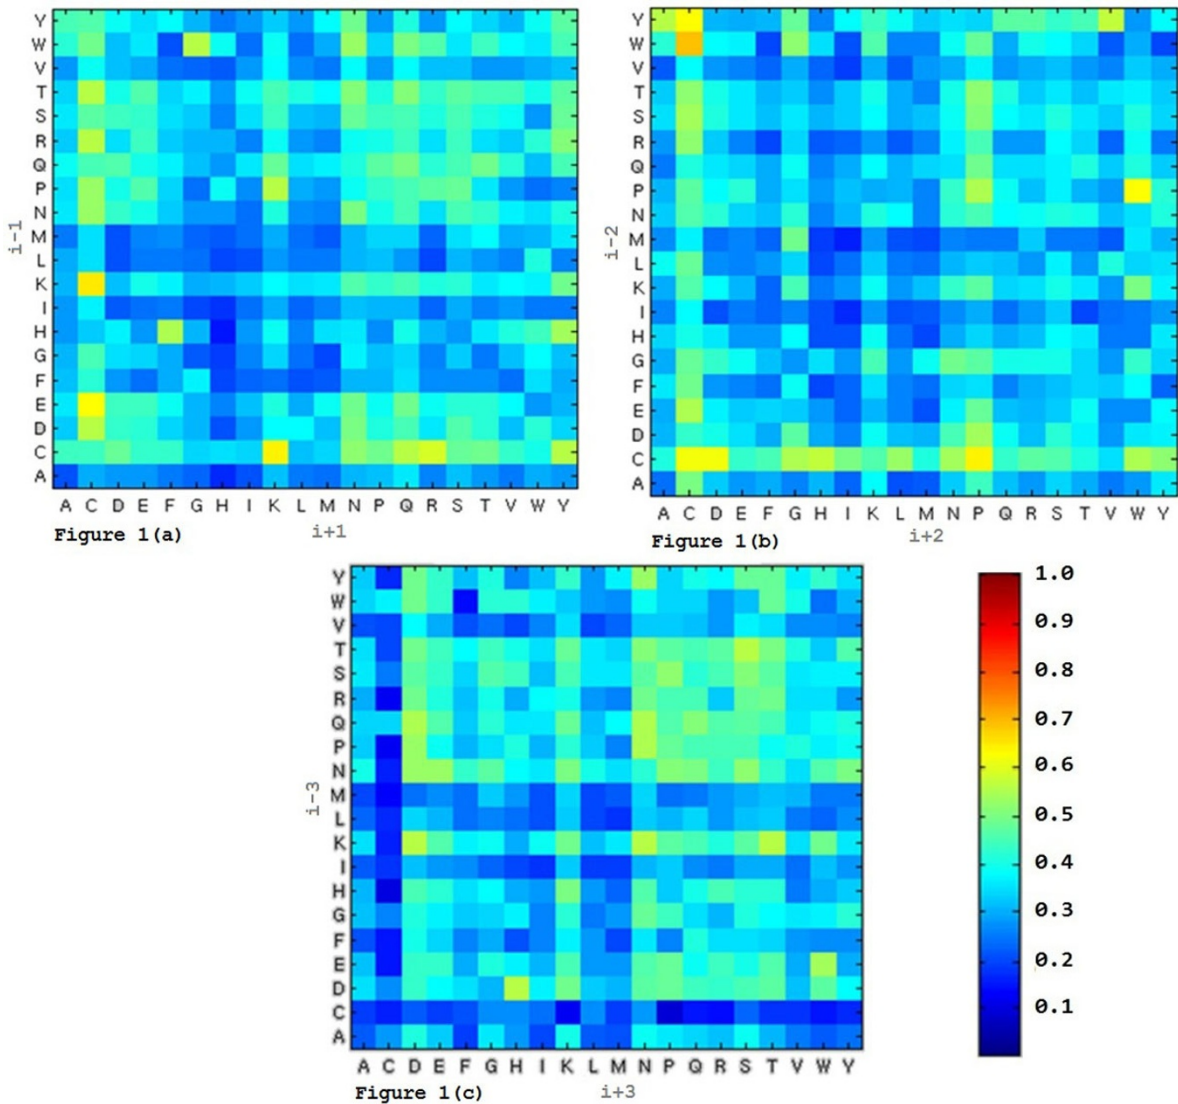 Y
W
V
T
S
R
Q
P
N
M
L
K
I
H
G
F
E
D
C
A
i-1
A C D E F G H I K L M N P Q R S T V W Y
Figure 1(a)
i+1
Y
W
V
T
S
R
Q
P
N
M
L
K
I
H
G
F
E
D
C
A
i-2
A C D E F G H I K L M N P Q R S T V W Y
Figure 1(b)
i+2
Y
W
V
T
S
R
Q
P
N
M
L
K
I
H
G
F
E
D
C
A
i-3
A C D E F G H I K L M N P Q R S T V W Y
Figure 1(c)
i+3
1.0
0.9
0.8
0.7
0.6
0.5
0.4
0.3
0.2
0.1